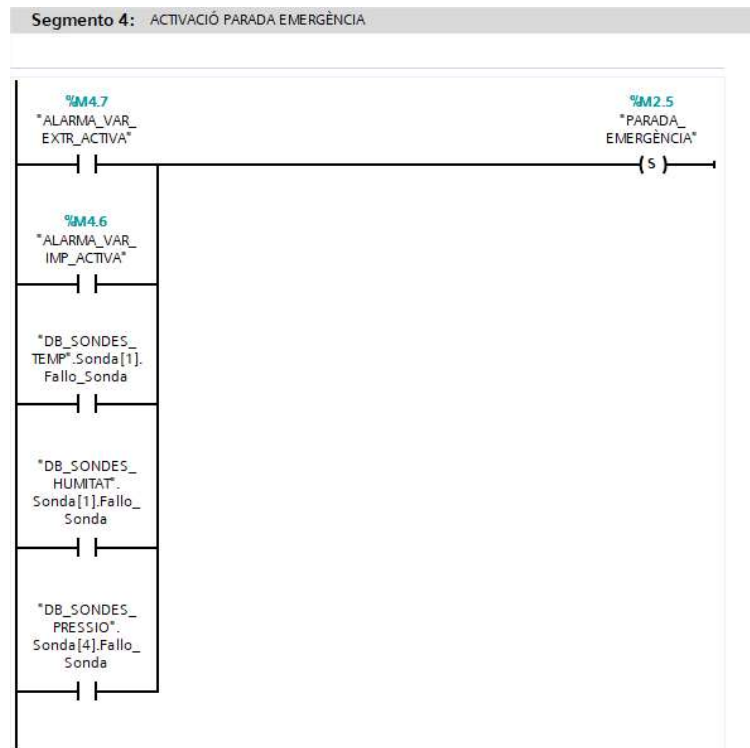 Segmento 4: ACTIVACIÓ PARADA EMERGÈNCIA
%M4.7
"ALARMA_VAR_
EXTR_ACTIVA"
%M2.5
"PARADA_
EMERGÈNCIA"
S
%M4.6
"ALARMA_VAR_
IMP_ACTIVA"
"DB_SONDES_
TEMP".Sonda[1].
Fallo_Sonda
"DB_SONDES_
HUMITAT".
Sonda[1].Fallo_
Sonda
"DB_SONDES_
PRESSIO".
Sonda[4].Fallo_
Sonda